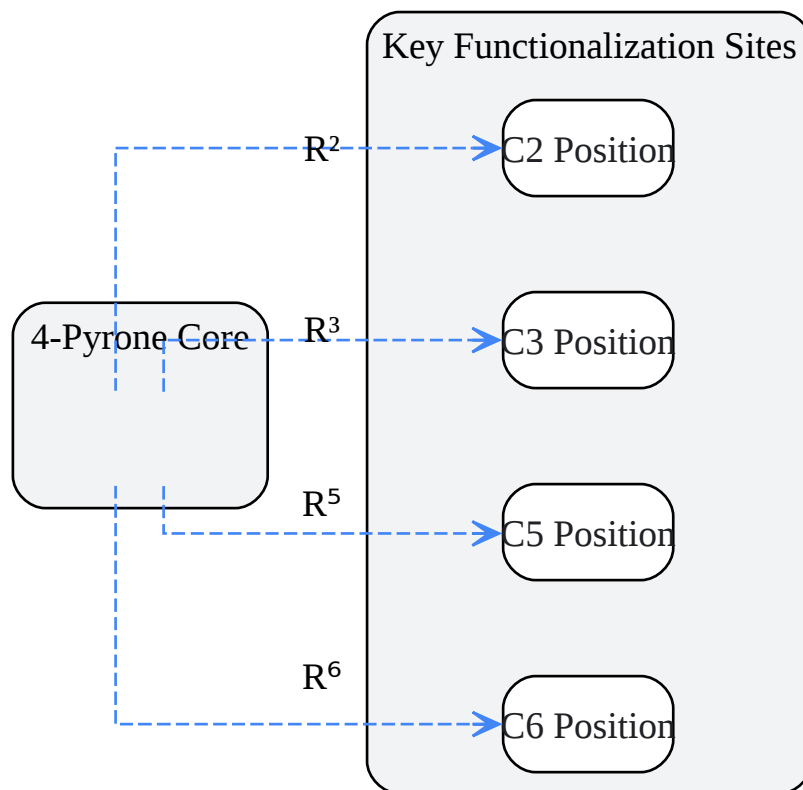 Key Functionalization Sites
R²
C2 Position
4-Pyrone Core
R³
C3 Position
R⁵
C5 Position
R⁶
C6 Position